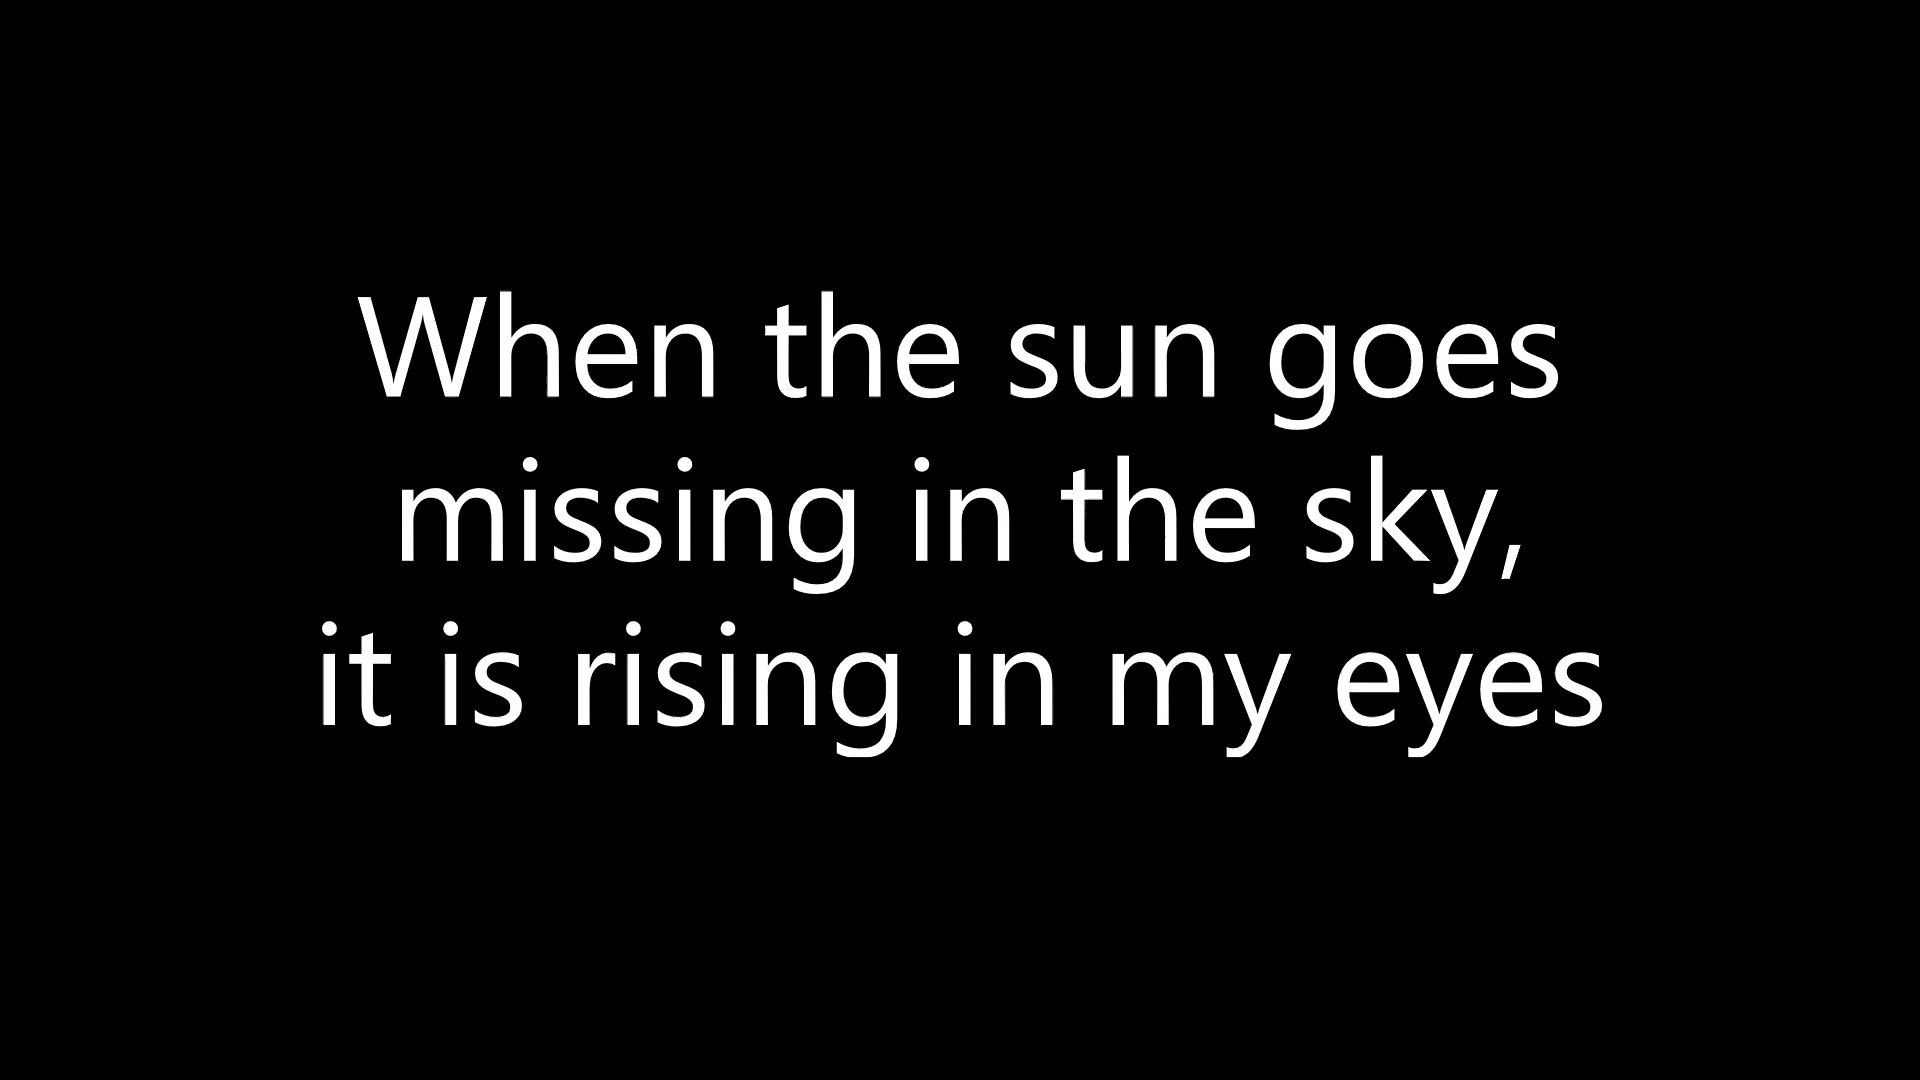 When the sun goes
missing in the sky,
it is rising in my eyes